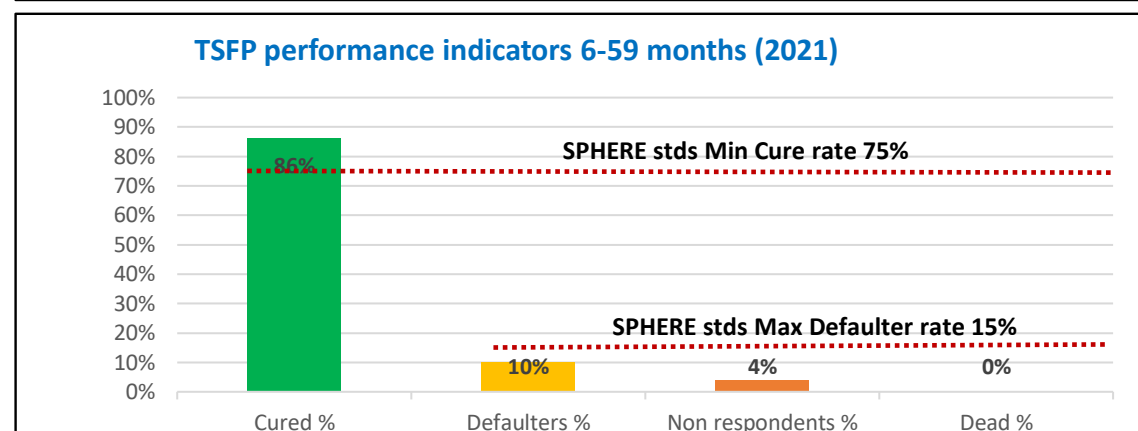 TSFP performance indicators 6-59 months (2021)
100%
90%
80%
70%
60%
50%
40%
30%
20%
10%
0%
86%
SPHERE stds Min Cure rate 75%
SPHERE stds Max Defaulter rate 15%
10%
4%
0%
Cured %
Defaulters %
Non respondents %
Dead %